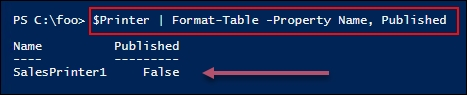 PS C:\foo> $Printer | Format-Table -Property Name, Published
Name Published
---- ---------
SalesPrinter1 False